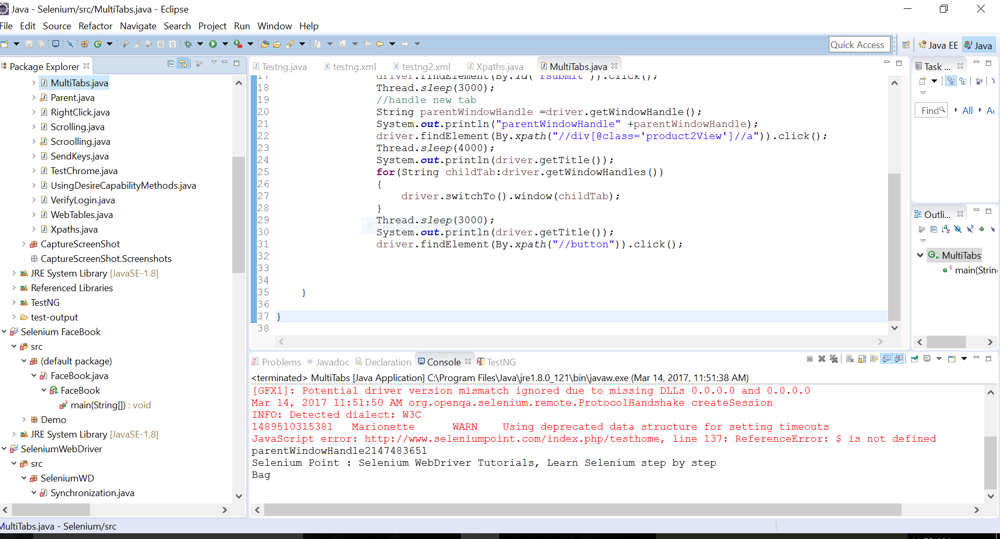 Java - Selenium/src/MultiTabs.java - Eclipse
File Edit Source Refactor Navigate Search Project Run Window Help
Quick Access
Java EE
Java
Package Explorer
MultiTabs.java
Parent.java
RightClick.java
Scrolling.java
Scroolling.java
SendKeys.java
TestChrome.java
UsingDesireCapabilityMethods.java
VerifyLogin.java
WebTables.java
Xpaths.java
CaptureScreenShot
CaptureScreenShot.Screenshots
JRE System Library [JavaSE-1.8]
Referenced Libraries
TestNG
test-output
Selenium FaceBook
src
(default package)
FaceBook.java
FaceBook
main(String[]) : void
Demo
JRE System Library [JavaSE-1.8]
SeleniumWebDriver
src
SeleniumWD
Synchronization.java
Testng.java testng.xml testng2.xml Xpaths.java MultiTabs.java
17 driver.findElement(By.id("rsubmit")).click();
18 Thread.sleep(3000);
19 //handle new tab
20 String parentWindowHandle =driver.getWindowHandle();
21 System.out.println("parentWindowHandle" +parentWindowHandle);
22 driver.findElement(By.xpath("//div[@class='product2View']//a")).click();
23 Thread.sleep(4000);
24 System.out.println(driver.getTitle());
25 for(String childTab:driver.getWindowHandles())
26 {
27 driver.switchTo().window(childTab);
28 }
29 Thread.sleep(3000);
30 System.out.println(driver.getTitle());
31 driver.findElement(By.xpath("//button")).click();
32
33
34
35 }
36
37 }
38
Task ...
Find All Ac
Outli...
MultiTabs
main(String
Problems @ Javadoc Declaration Console TestNG
<terminated> MultiTabs [Java Application] C:\Program Files\Java\jre1.8.0_121\bin\javaw.exe (Mar 14, 2017, 11:51:38 AM)
[GFX1]: Potential driver version mismatch ignored due to missing DLLs 0.0.0.0 and 0.0.0.0
Mar 14, 2017 11:51:50 AM org.openqa.selenium.remote.ProtocolHandshake createSession
INFO: Detected dialect: W3C
1489510315381 Marionette WARN Using deprecated data structure for setting timeouts
JavaScript error: http://www.seleniumpoint.com/index.php/testhome, line 137: ReferenceError: $ is not defined
parentWindowHandle2147483651
Selenium Point : Selenium WebDriver Tutorials, Learn Selenium step by step
Bag
MultiTabs.java - Selenium/src